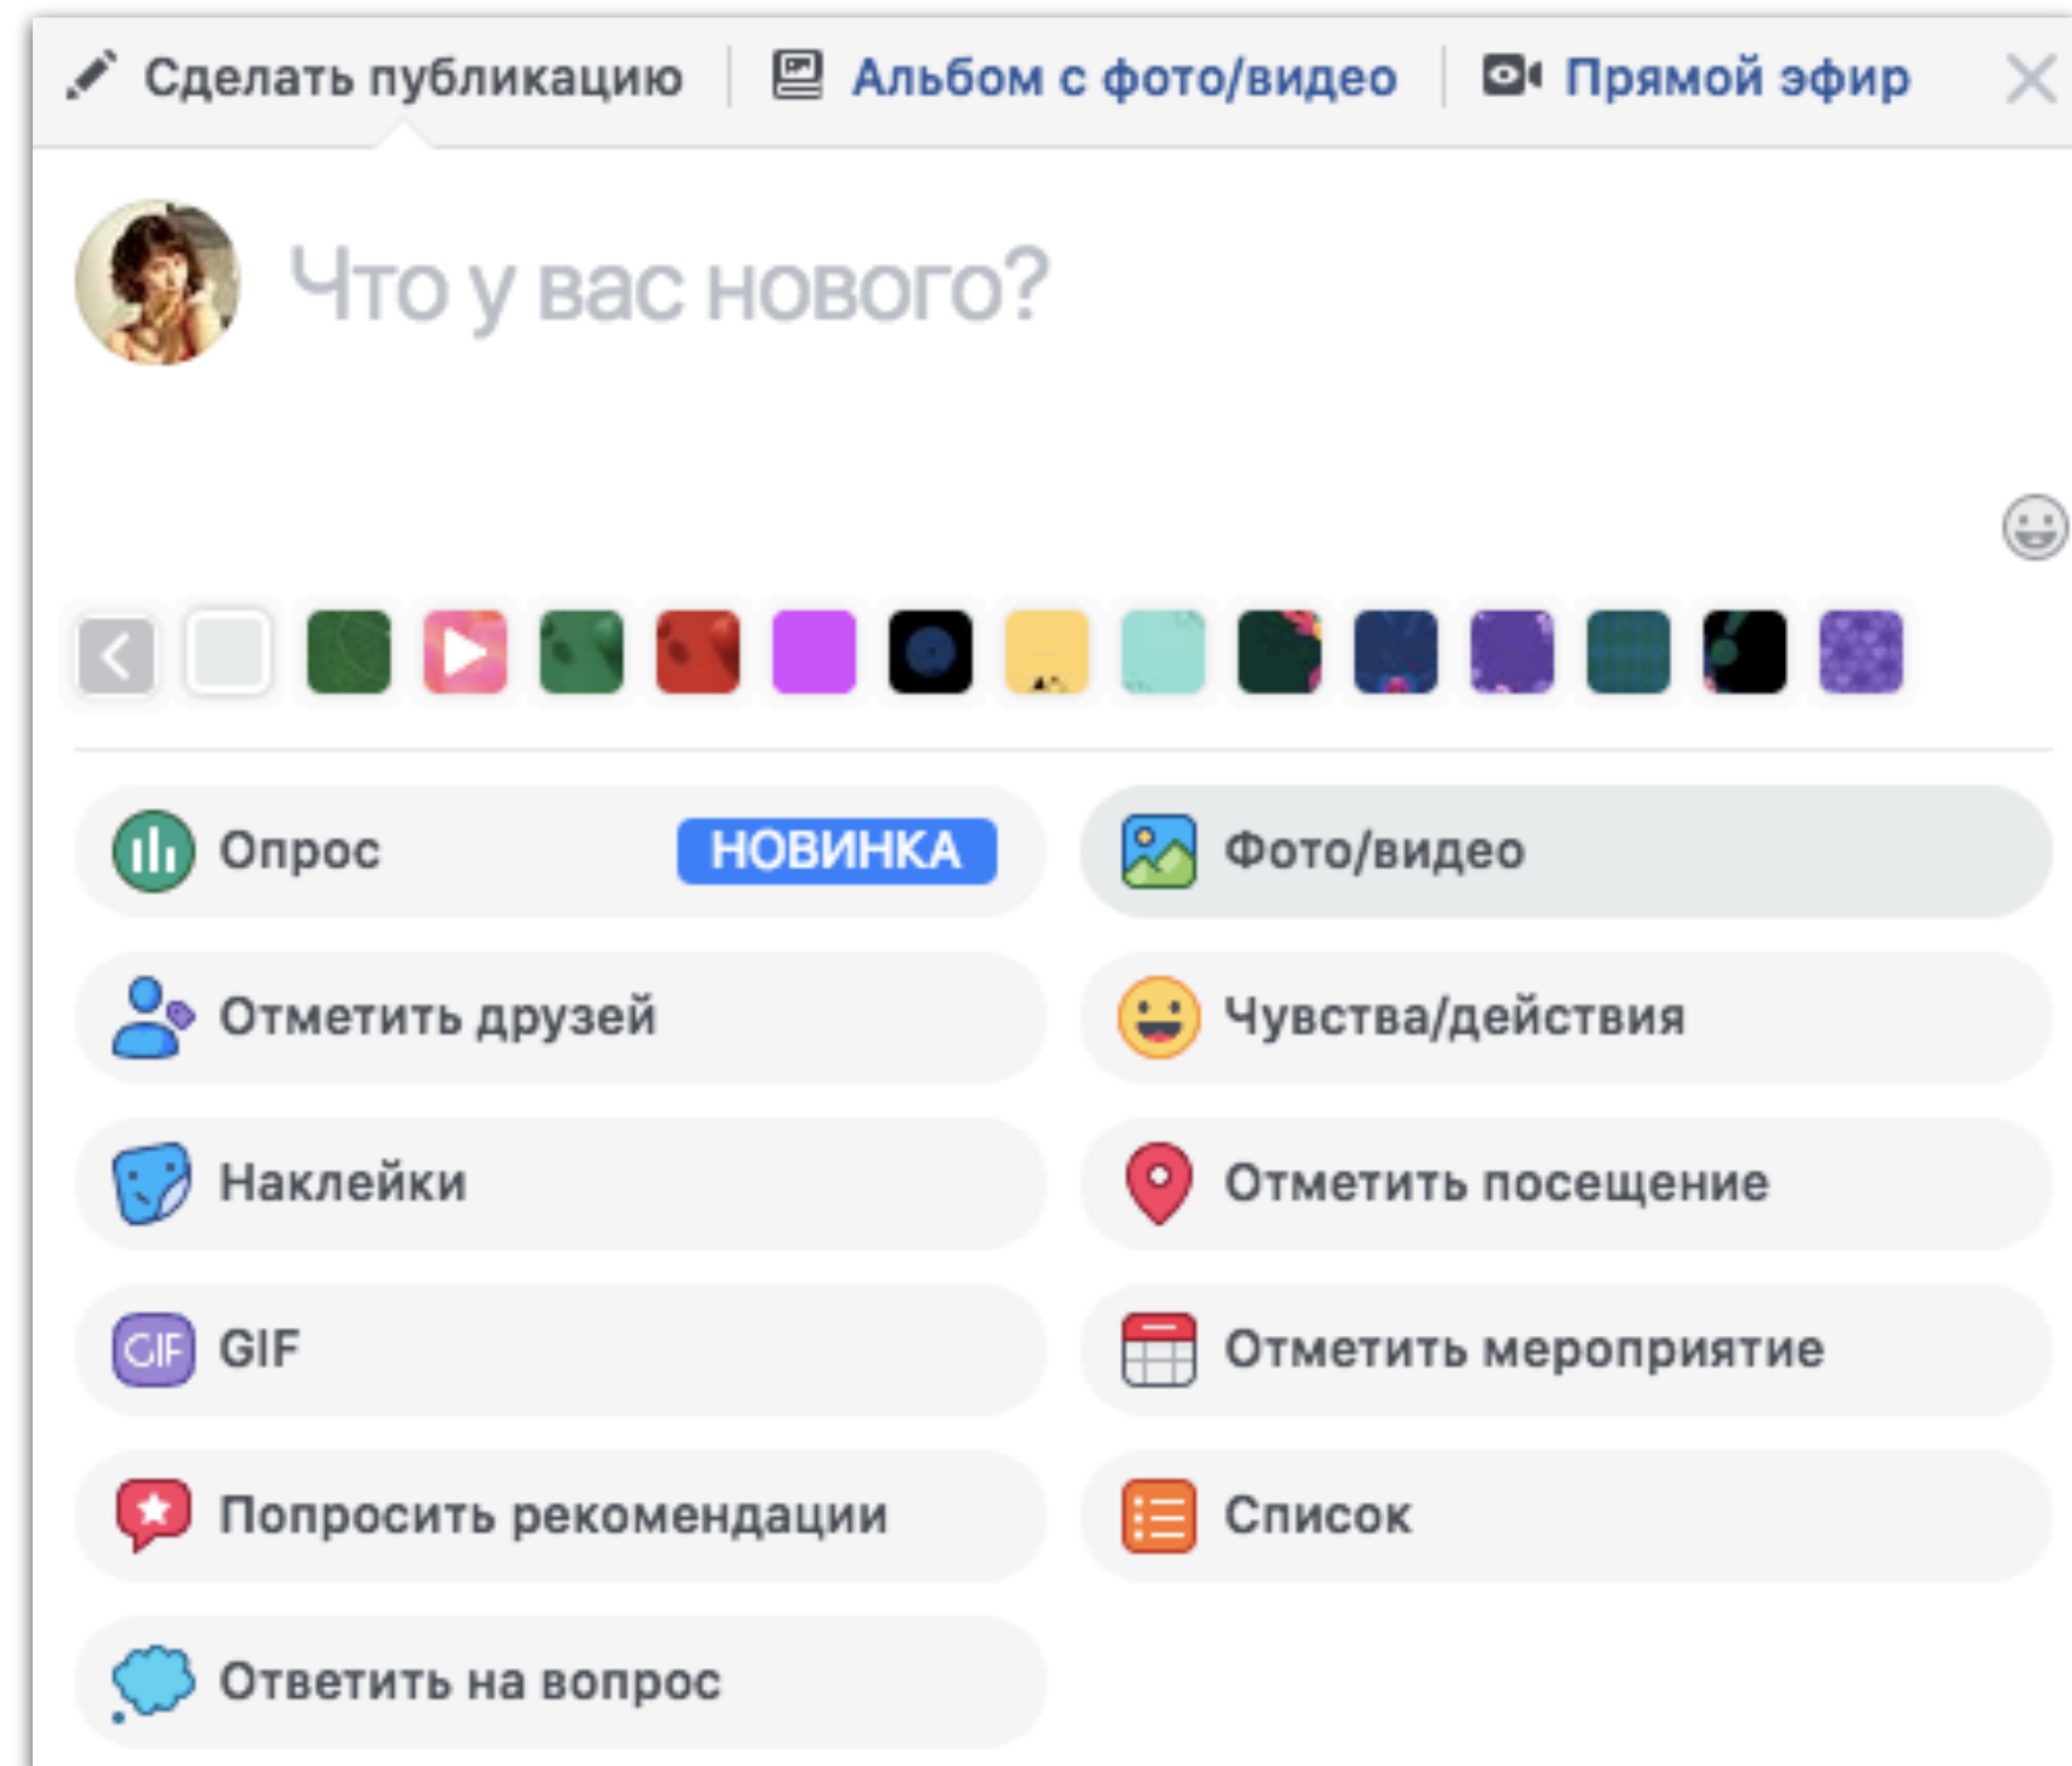 Сделать публикацию Альбом с фото/видео Прямой эфир
Что у вас нового?
Опрос НОВИНКА Фото/видео
Отметить друзей Чувства/действия
Наклейки Отметить посещение
GIF GIF Отметить мероприятие
Попросить рекомендации Список
Ответить на вопрос